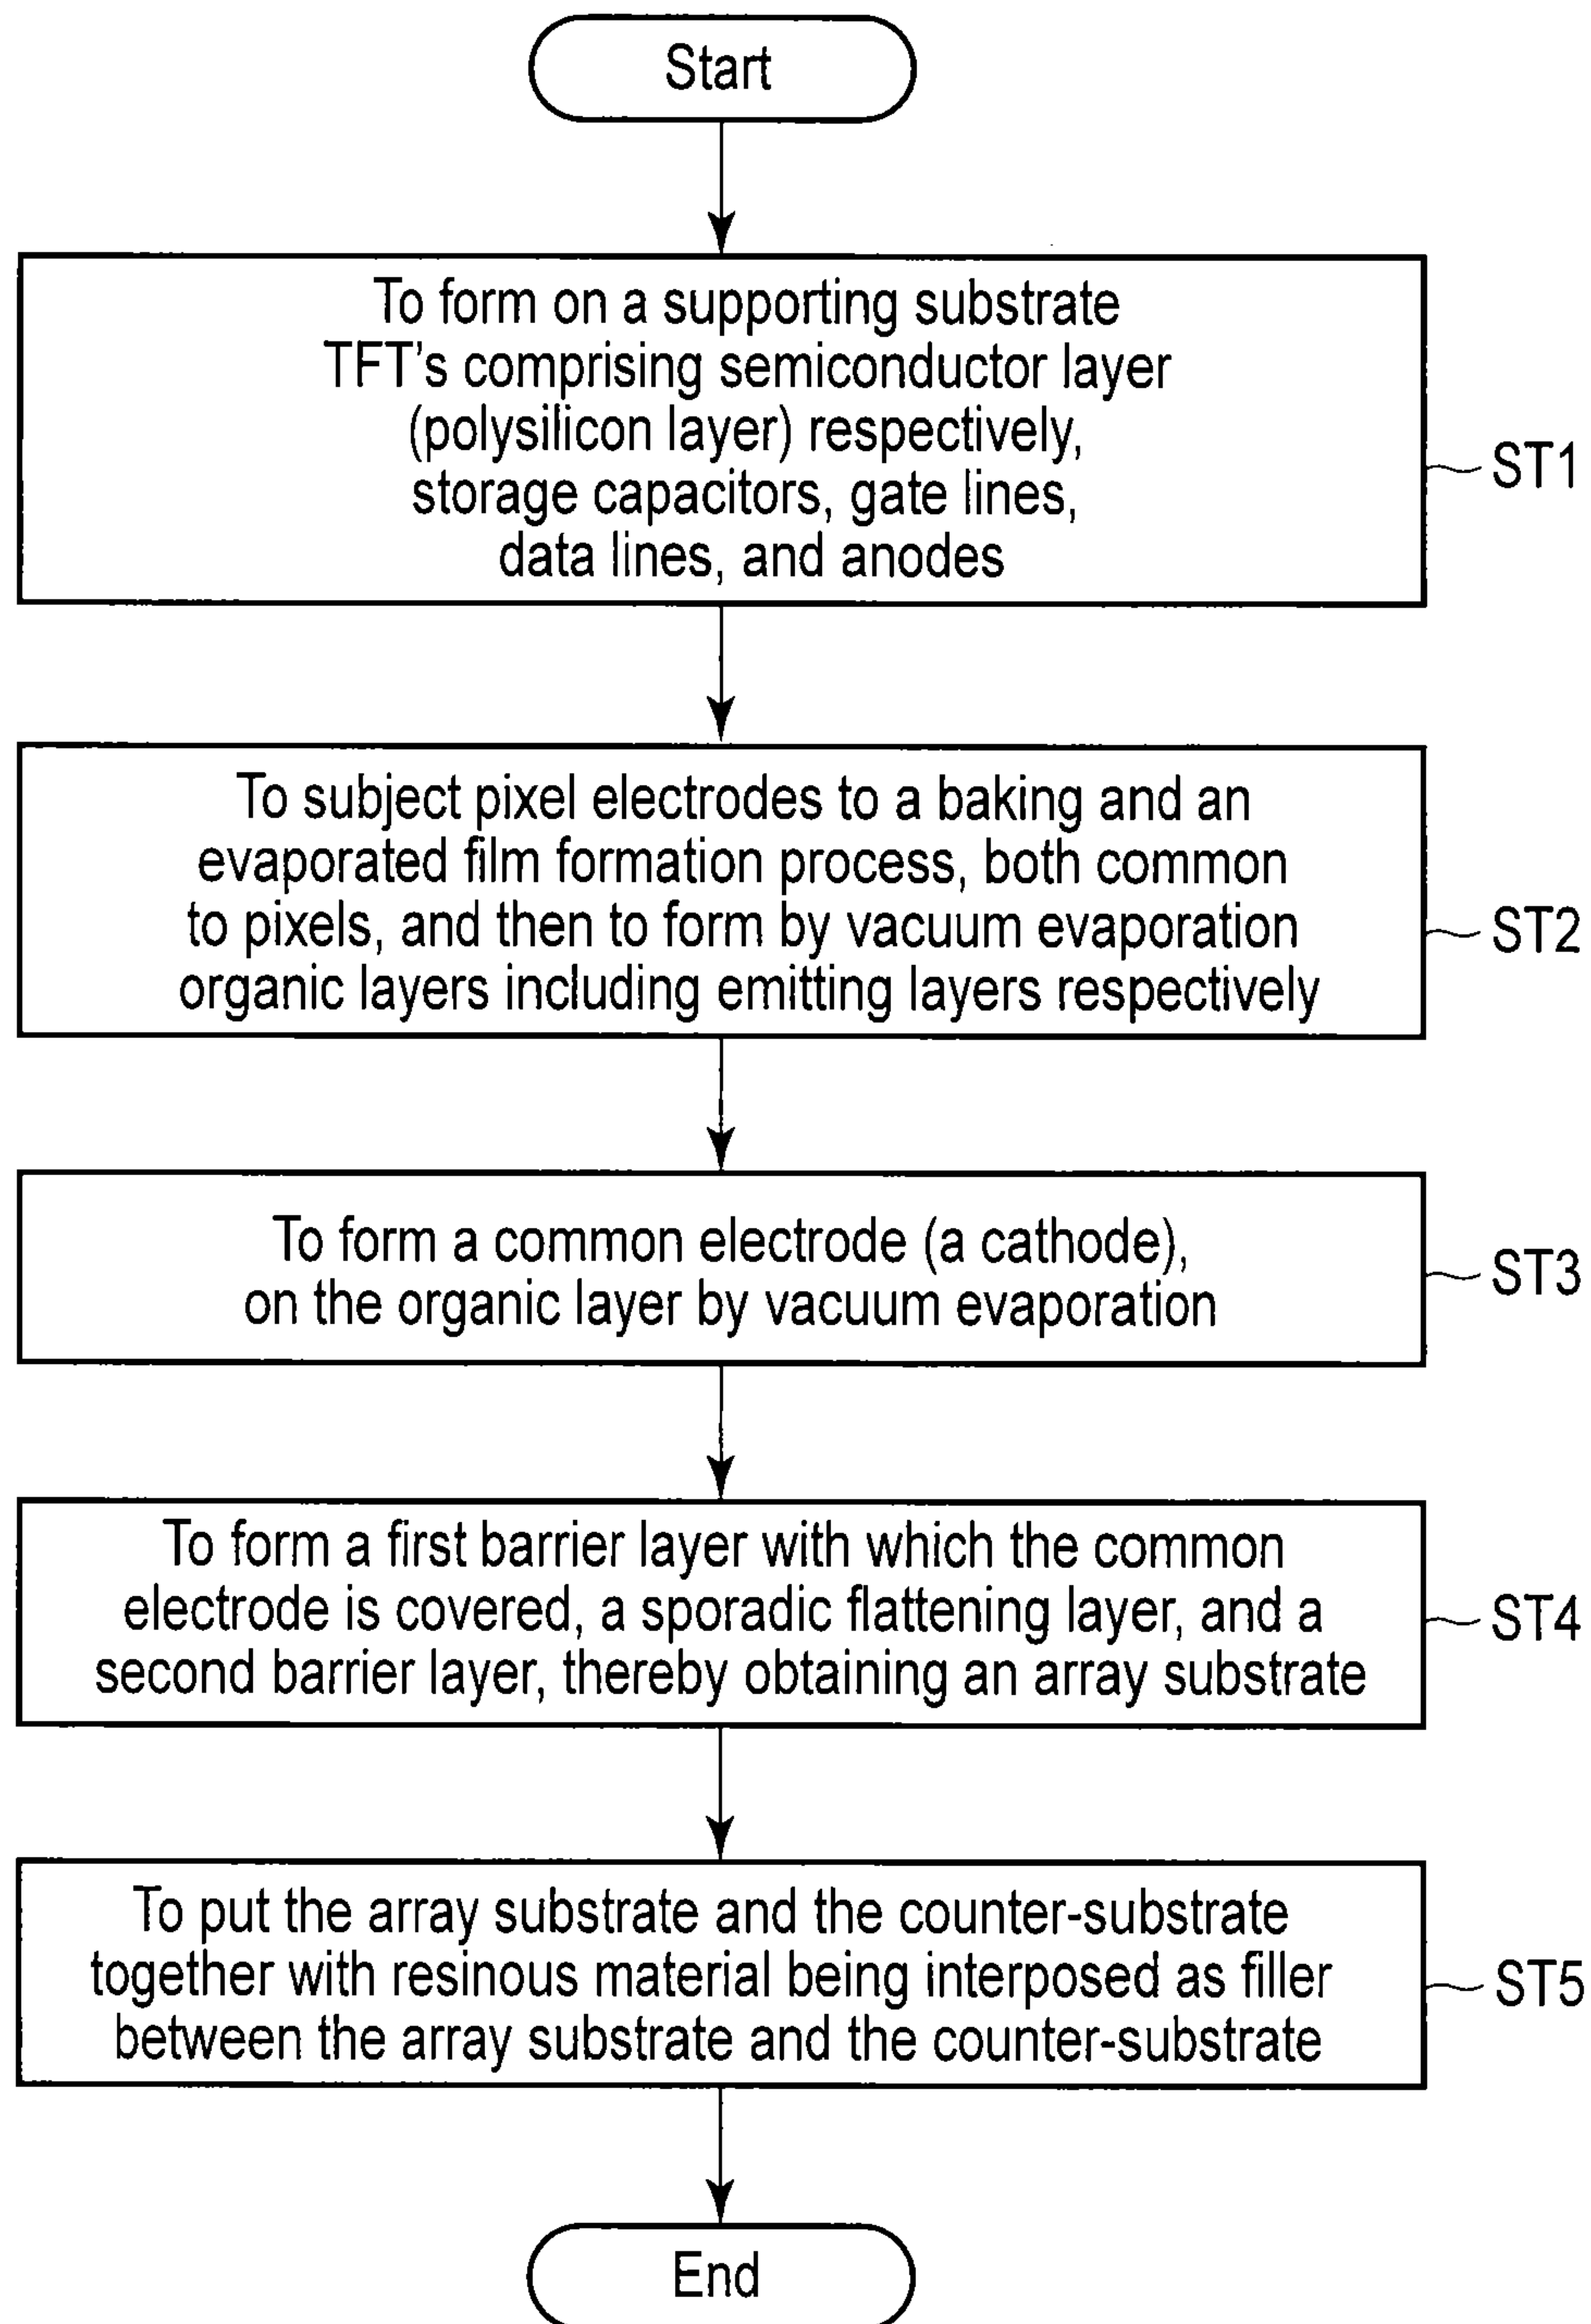 Start
To form on a supporting substrate
TFT's comprising semiconductor layer
(polysilicon layer) respectively,
storage capacitors, gate lines,
data lines, and anodes
ST1
To subject pixel electrodes to a baking and an
evaporated film formation process, both common
to pixels, and then to form by vacuum evaporation
organic layers including emitting layers respectively
ST2
To form a common electrode (a cathode),
on the organic layer by vacuum evaporation
ST3
To form a first barrier layer with which the common
electrode is covered, a sporadic flattening layer, and a
second barrier layer, thereby obtaining an array substrate
ST4
To put the array substrate and the counter-substrate
together with resinous material being interposed as filler
between the array substrate and the counter-substrate
ST5
End